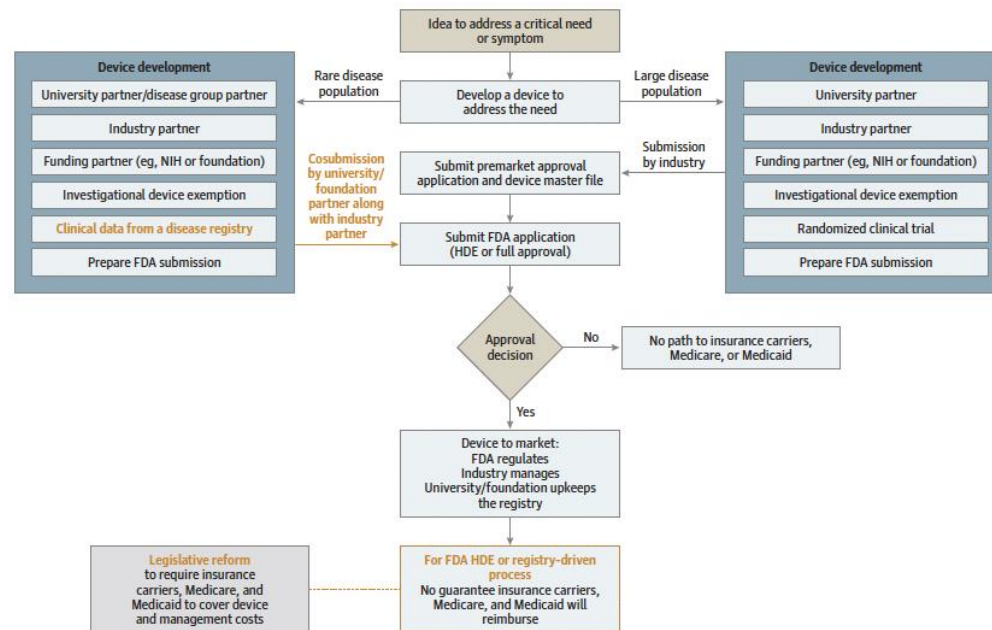 Idea to address a critical need
or symptom
Device development
University partner/disease group partner
Industry partner
Funding partner (eg, NIH or foundation)
Investigational device exemption
Clinical data from a disease registry
Prepare FDA submission
Rare disease
population
Develop a device to
address the need
Large disease
population
Device development
University partner
Industry partner
Funding partner (eg, NIH or foundation)
Investigational device exemption
Randomized clinical trial
Prepare FDA submission
Cosubmission
by university/
foundation
partner along
with industry
partner
Submit premarket approval
application and device master file
Submission
by industry
Submit FDA application
(HDE or full approval)
Approval
decision
No
No path to insurance carriers,
Medicare, or Medicaid
Yes
Device to market:
FDA regulates
Industry manages
University/foundation upkeeps
the registry
Legislative reform
to require insurance
carriers, Medicare, and
Medicaid to cover device
and management costs
For FDA HDE or registry-driven
process
No guarantee insurance carriers,
Medicare, and Medicaid will
reimburse